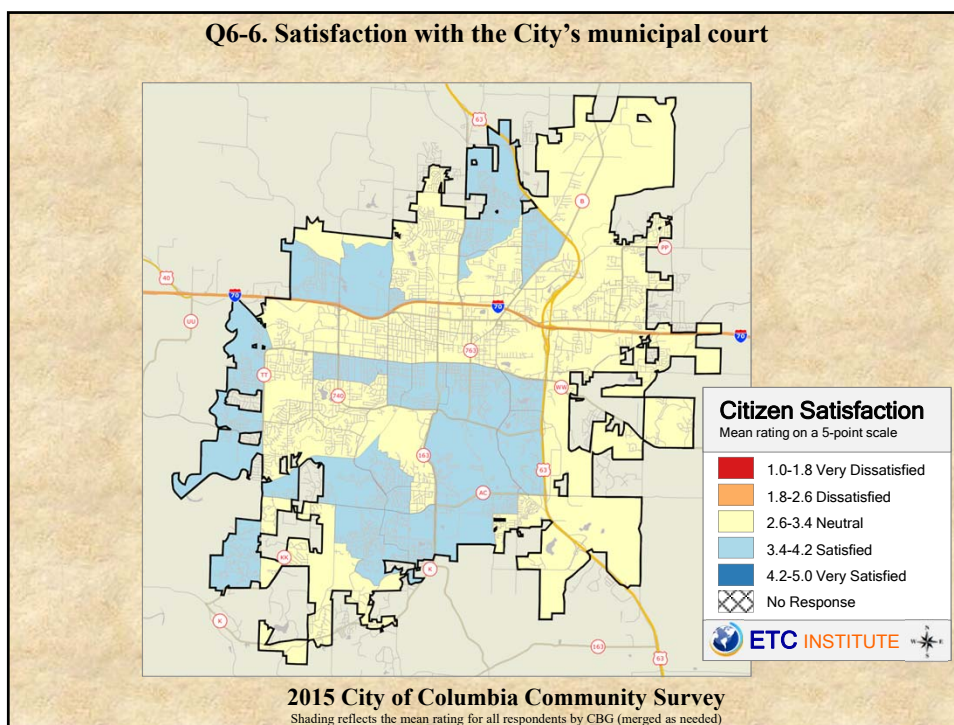 Q6-6. Satisfaction with the City's municipal court
63
B
PP
40
70
70
UU
763
70
TT
WW
740
163
63
AC
KK
K
K
163
63
Citizen Satisfaction
Mean rating on a 5-point scale
1.0-1.8 Very Dissatisfied
1.8-2.6 Dissatisfied
2.6-3.4 Neutral
3.4-4.2 Satisfied
4.2-5.0 Very Satisfied
No Response
ETC INSTITUTE
N
W E
S
2015 City of Columbia Community Survey
Shading reflects the mean rating for all respondents by CBG (merged as needed)